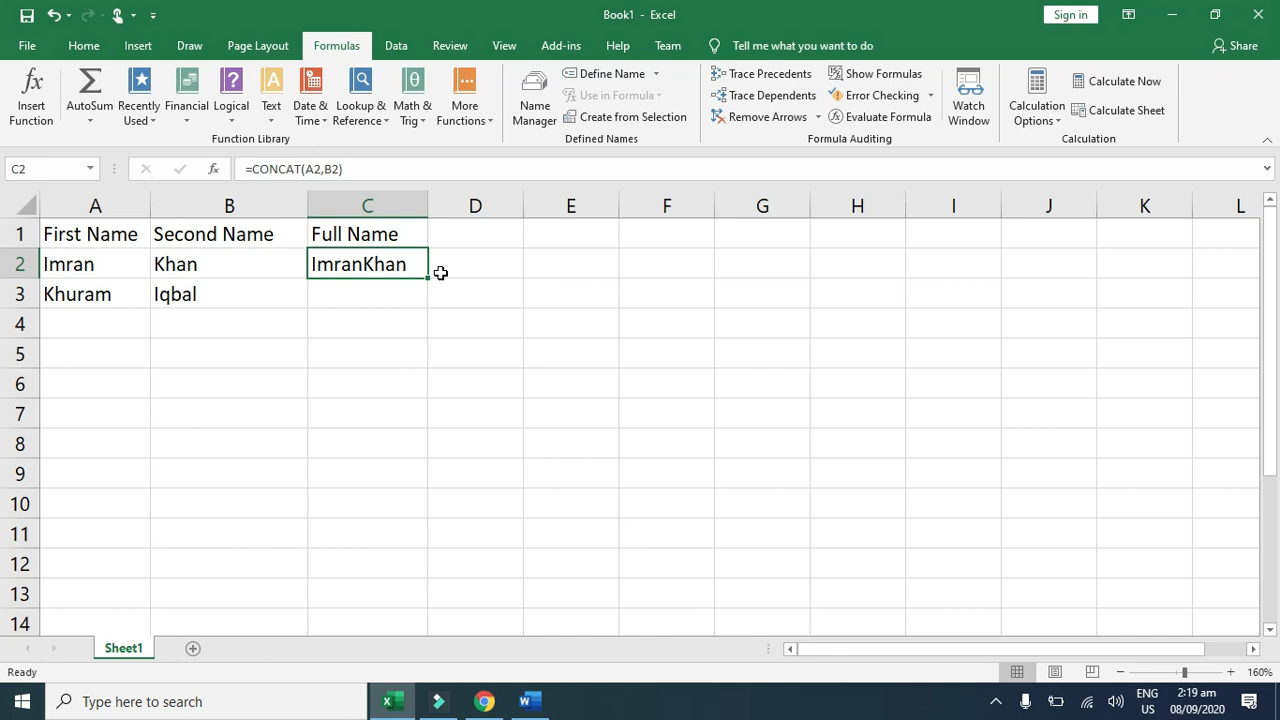 Book1 - Excel
Sign in
File Home Insert Draw Page Layout Formulas Data Review View Add-ins Help Team Tell me what you want to do Share
Insert Function
AutoSum
Recently Used
Financial
Logical
Text
Date & Time
Lookup & Reference
Math & Trig
More Functions
Function Library
Name Manager
Define Name
Use in Formula
Create from Selection
Defined Names
Trace Precedents
Trace Dependents
Remove Arrows
Show Formulas
Error Checking
Evaluate Formula
Watch Window
Formula Auditing
Calculation Options
Calculate Now
Calculate Sheet
Calculation
C2 fx =CONCAT(A2,B2)
A B C D E F G H I J K L
1 First Name Second Name Full Name
2 Imran Khan ImranKhan
3 Khuram Iqbal
4
5
6
7
8
9
10
11
12
13
14
Sheet1
Ready 160%
Type here to search
ENG US
2:19 am
08/09/2020